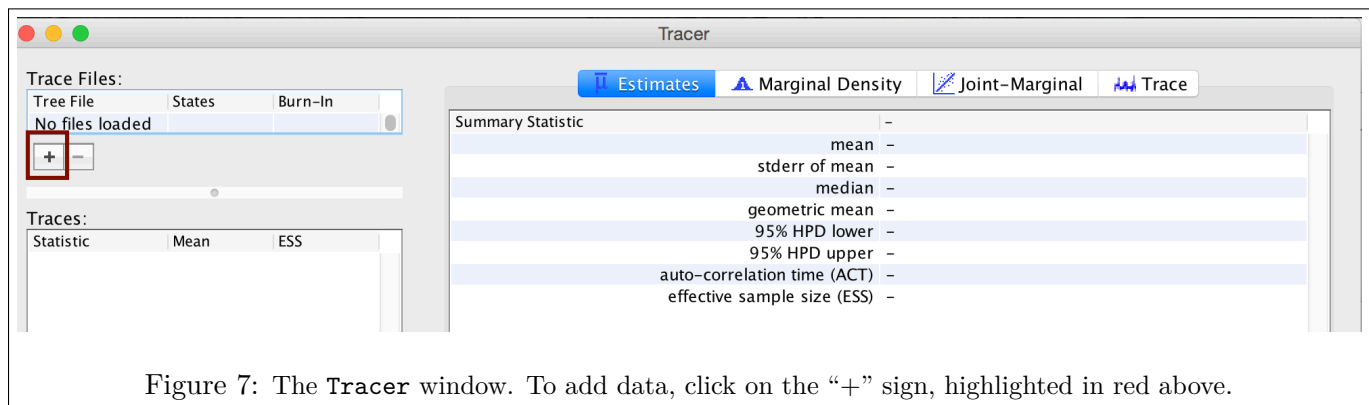 Tracer
Trace Files:
Tree File States Burn-In
No files loaded
+ -
Traces:
Statistic Mean ESS
μ Estimates Marginal Density Joint-Marginal Trace
Summary Statistic -
mean -
stderr of mean -
median -
geometric mean -
95% HPD lower -
95% HPD upper -
auto-correlation time (ACT) -
effective sample size (ESS) -
Figure 7: The Tracer window. To add data, click on the “+” sign, highlighted in red above.